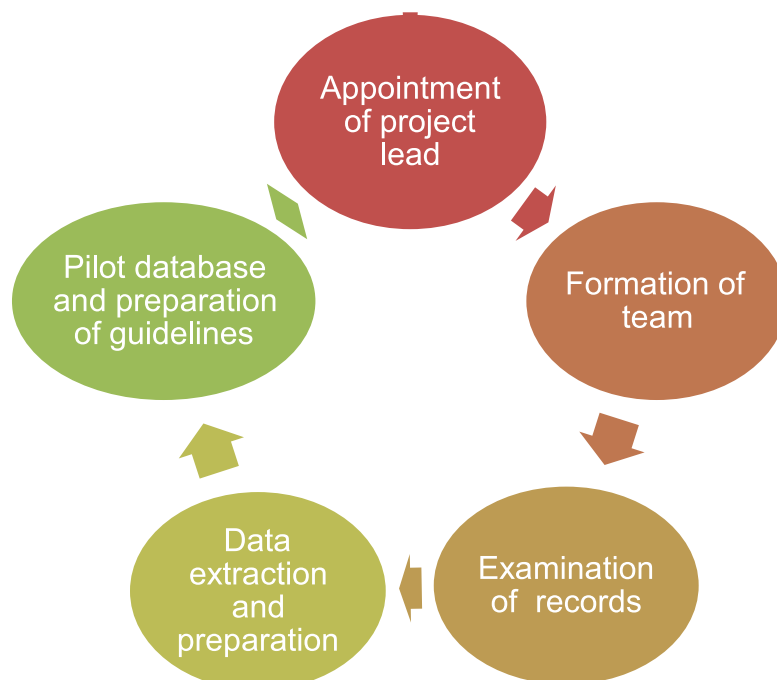 Appointment
of project
lead
Formation of
team
Examination
of  records
Data
extraction
and
preparation
Pilot database
and preparation
of guidelines